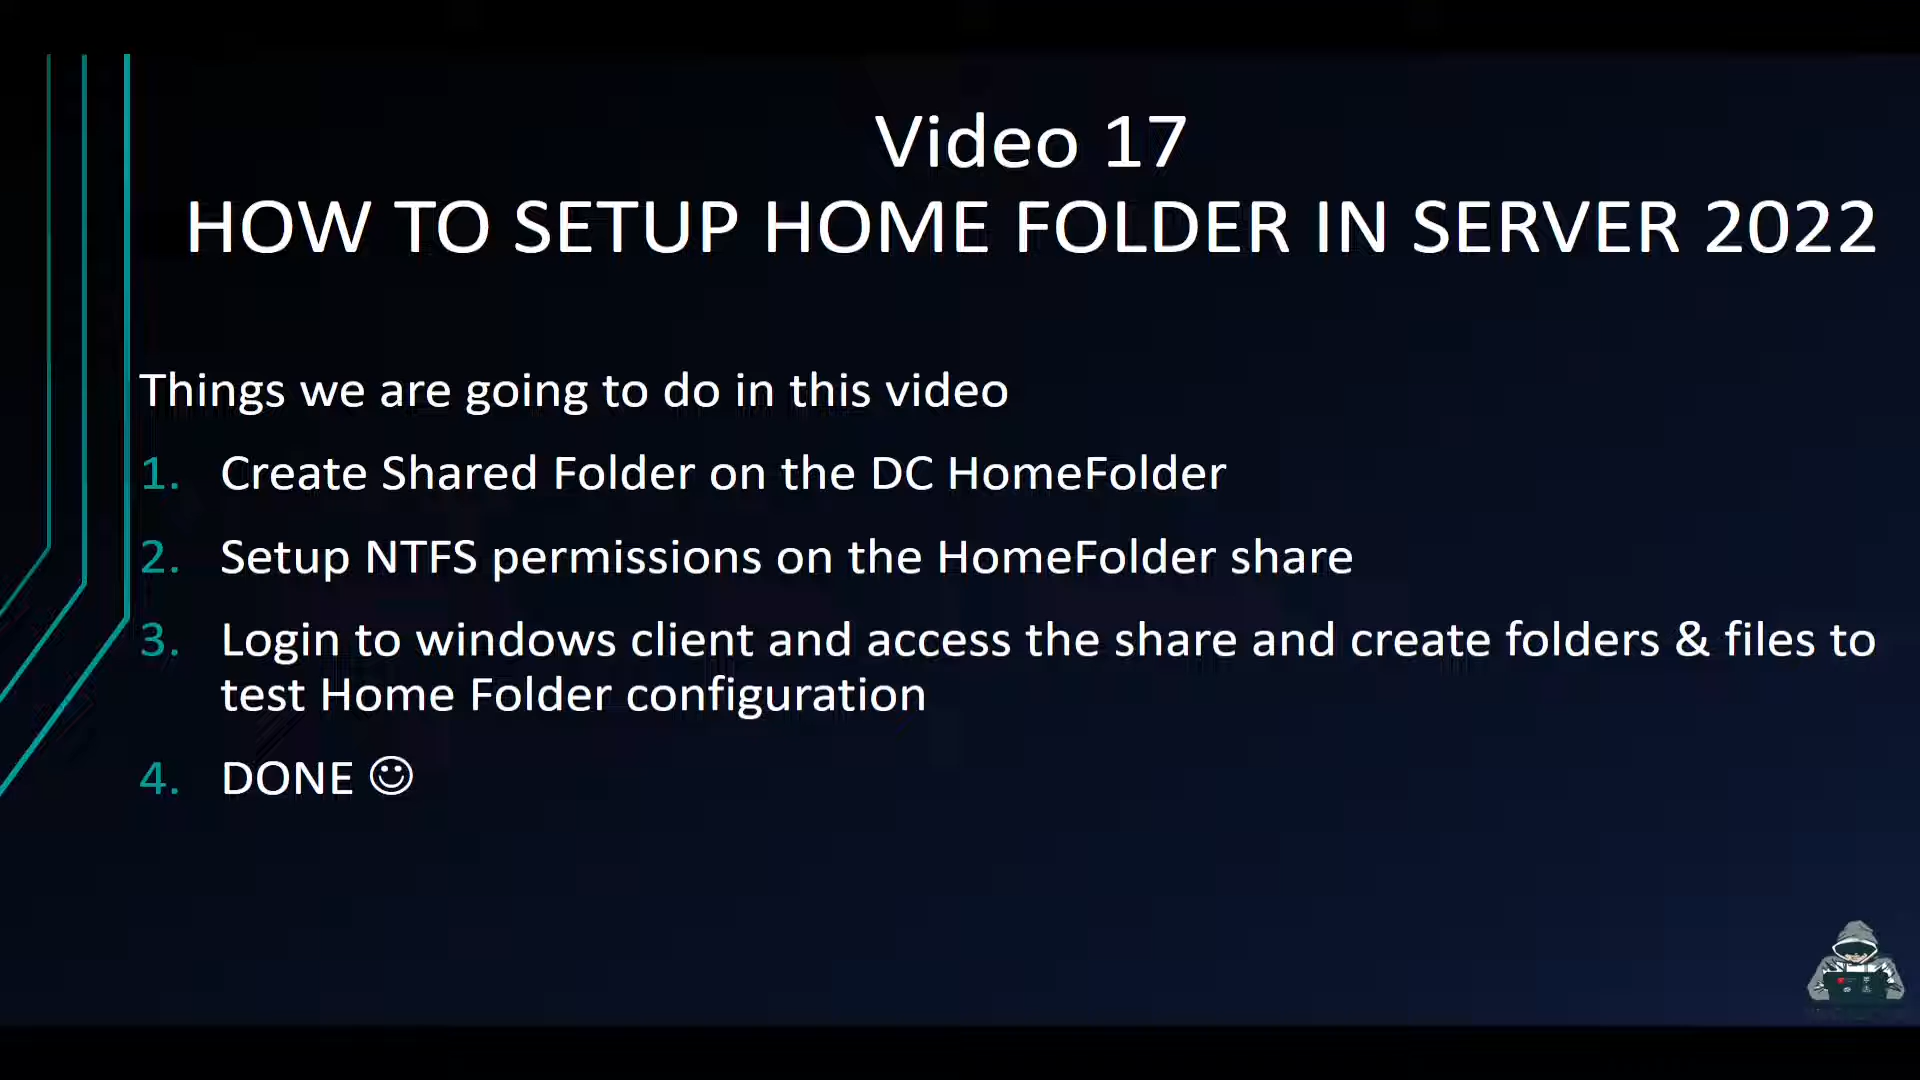 Video 17
HOW TO SETUP HOME FOLDER IN SERVER 2022
Things we are going to do in this video
1. Create Shared Folder on the DC HomeFolder
2. Setup NTFS permissions on the HomeFolder share
3. Login to windows client and access the share and create folders & files to
test Home Folder configuration
4. DONE ☺